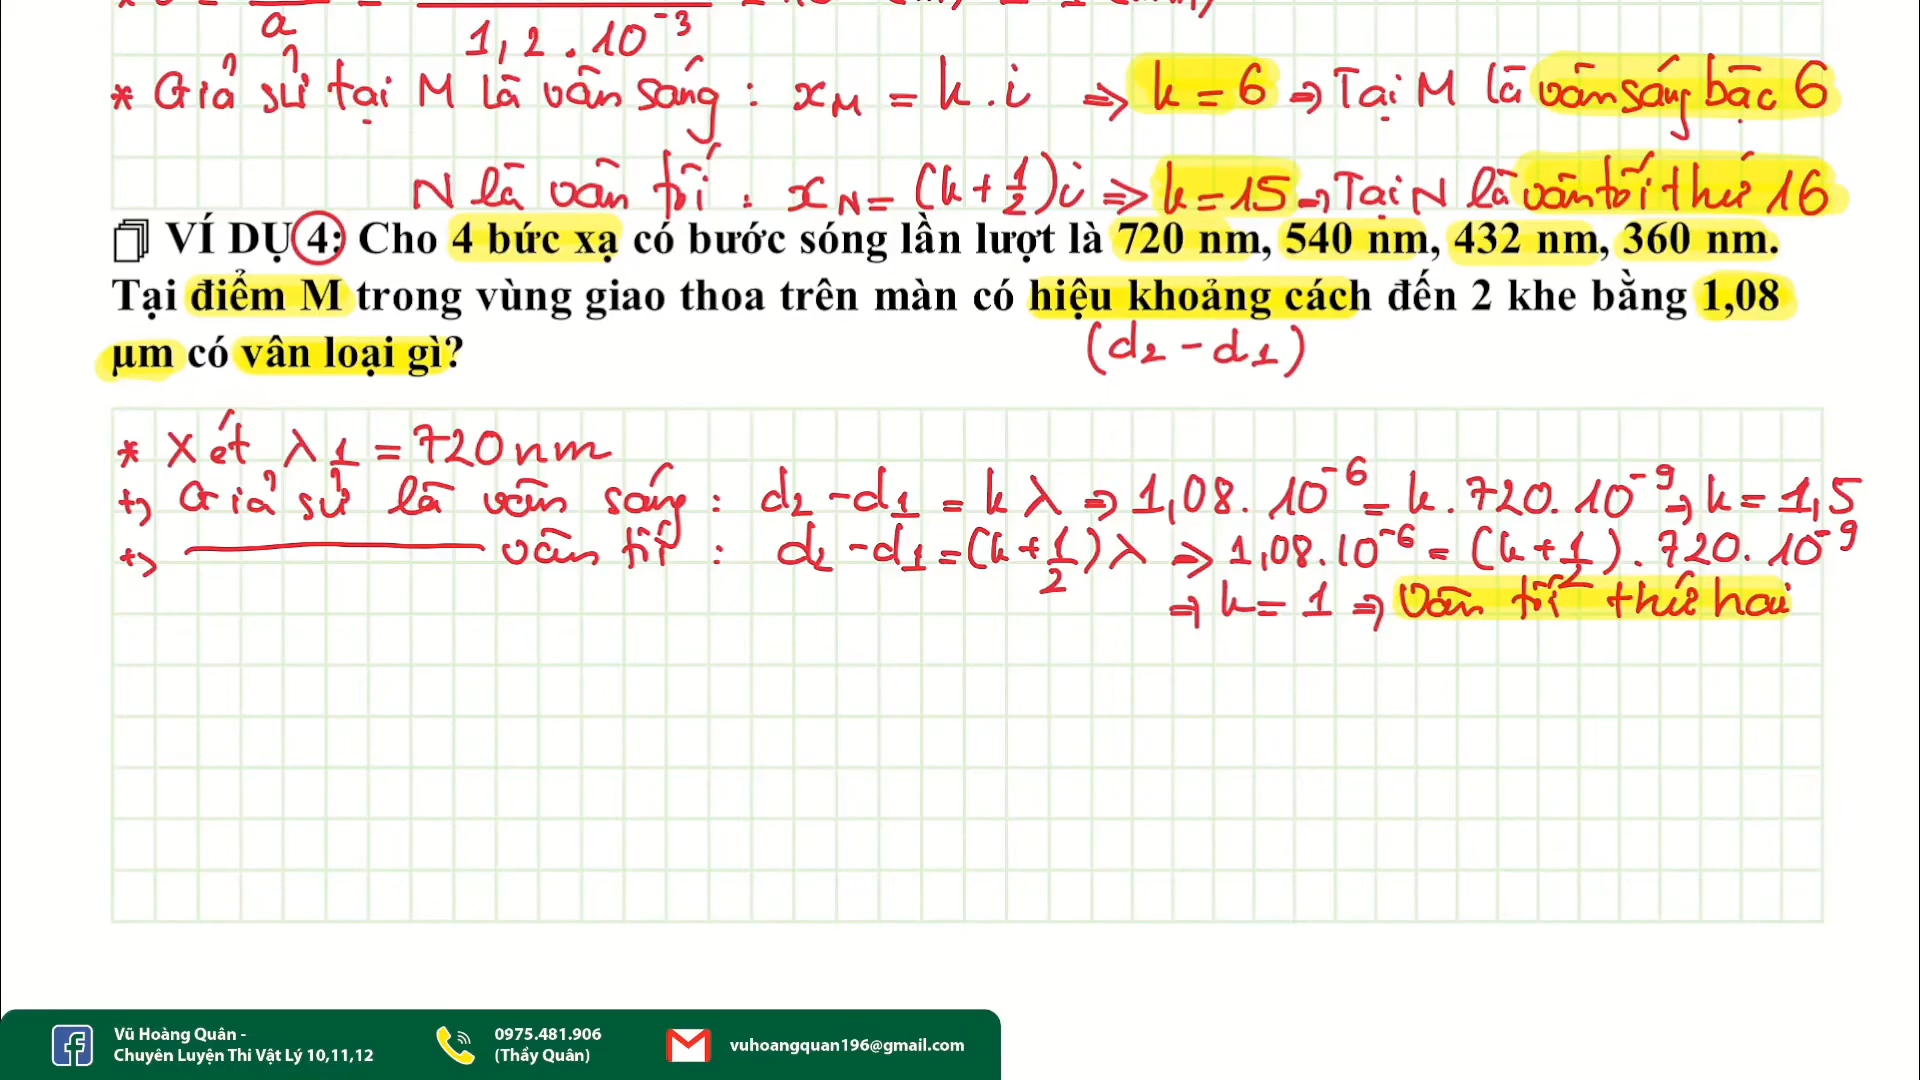 a
1,2.10⁻³
* Giả sử tại M là vân sáng : xM = k.i ⇒ k = 6 ⇒ Tại M là vân sáng bậc 6
N là vân tối : xN = (k+1/2)i ⇒ k = 15 ⇒ Tại N là vân tối thứ 16
VÍ DỤ 4: Cho 4 bức xạ có bước sóng lần lượt là 720 nm, 540 nm, 432 nm, 360 nm.
Tại điểm M trong vùng giao thoa trên màn có hiệu khoảng cách đến 2 khe bằng 1,08
μm có vân loại gì?
(d₂ - d₁)
* Xét λ1 = 720nm
+, Giả sử là vân sáng : d₂ - d₁ = kλ ⇒ 1,08.10⁻⁶ = k.720.10⁻⁹ ⇒ k = 1,5
+, ——— vân tối : d₂ - d₁ = (k+1/2)λ ⇒ 1,08.10⁻⁶ = (k+1/2).720.10⁻⁹
⇒ k = 1 ⇒ Vân tối thứ hai
Vũ Hoàng Quân -
Chuyên Luyện Thi Vật Lý 10,11,12
0975.481.906
(Thầy Quân)
vuhoangquan196@gmail.com